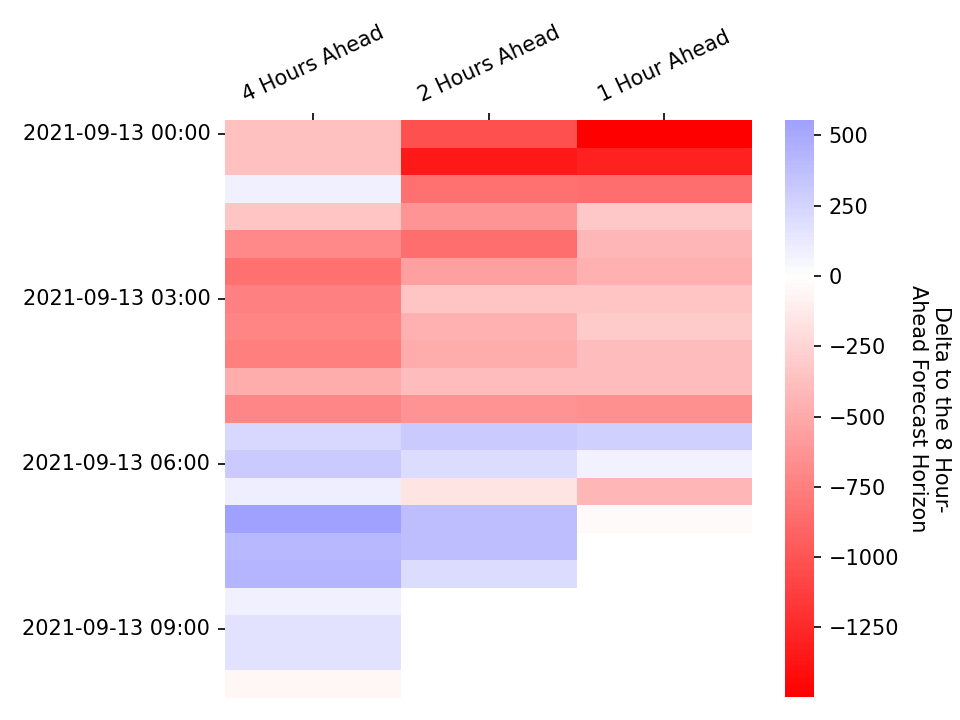 4 Hours Ahead
2 Hours Ahead
1 Hour Ahead
2021-09-13 00:00
2021-09-13 03:00
2021-09-13 06:00
2021-09-13 09:00
500
250
0
−250
−500
−750
−1000
−1250
Delta to the 8 Hour-
Ahead Forecast Horizon